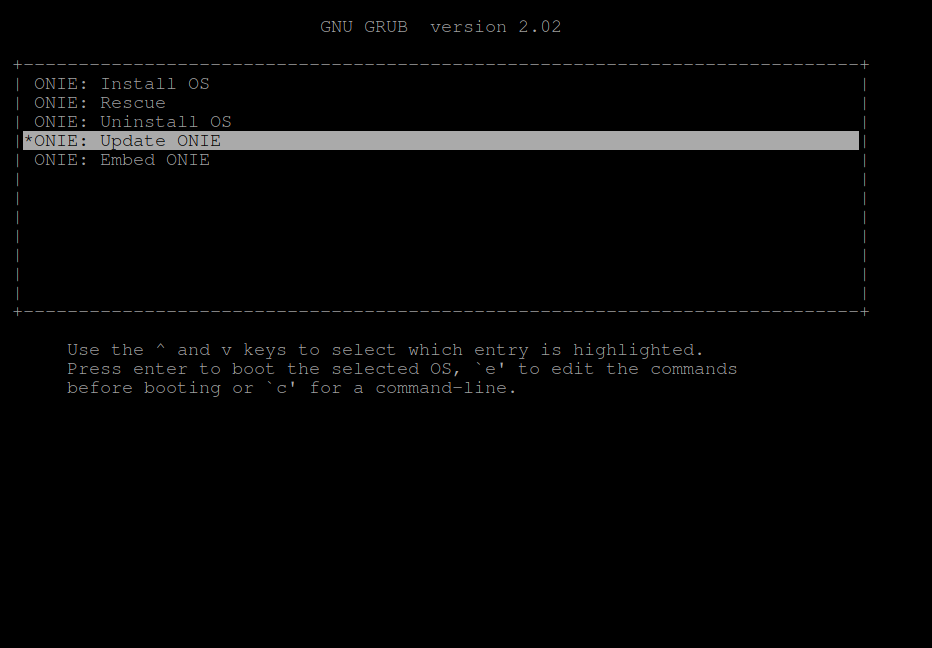 GNU GRUB  version 2.02
+----------------------------------------------------------------------------+
| ONIE: Install OS                                                           |
| ONIE: Rescue                                                               |
| ONIE: Uninstall OS                                                         |
|*ONIE: Update ONIE                                                          |
| ONIE: Embed ONIE                                                           |
|                                                                            |
|                                                                            |
|                                                                            |
|                                                                            |
|                                                                            |
|                                                                            |
|                                                                            |
+----------------------------------------------------------------------------+
Use the ^ and v keys to select which entry is highlighted.
Press enter to boot the selected OS, `e' to edit the commands
before booting or `c' for a command-line.